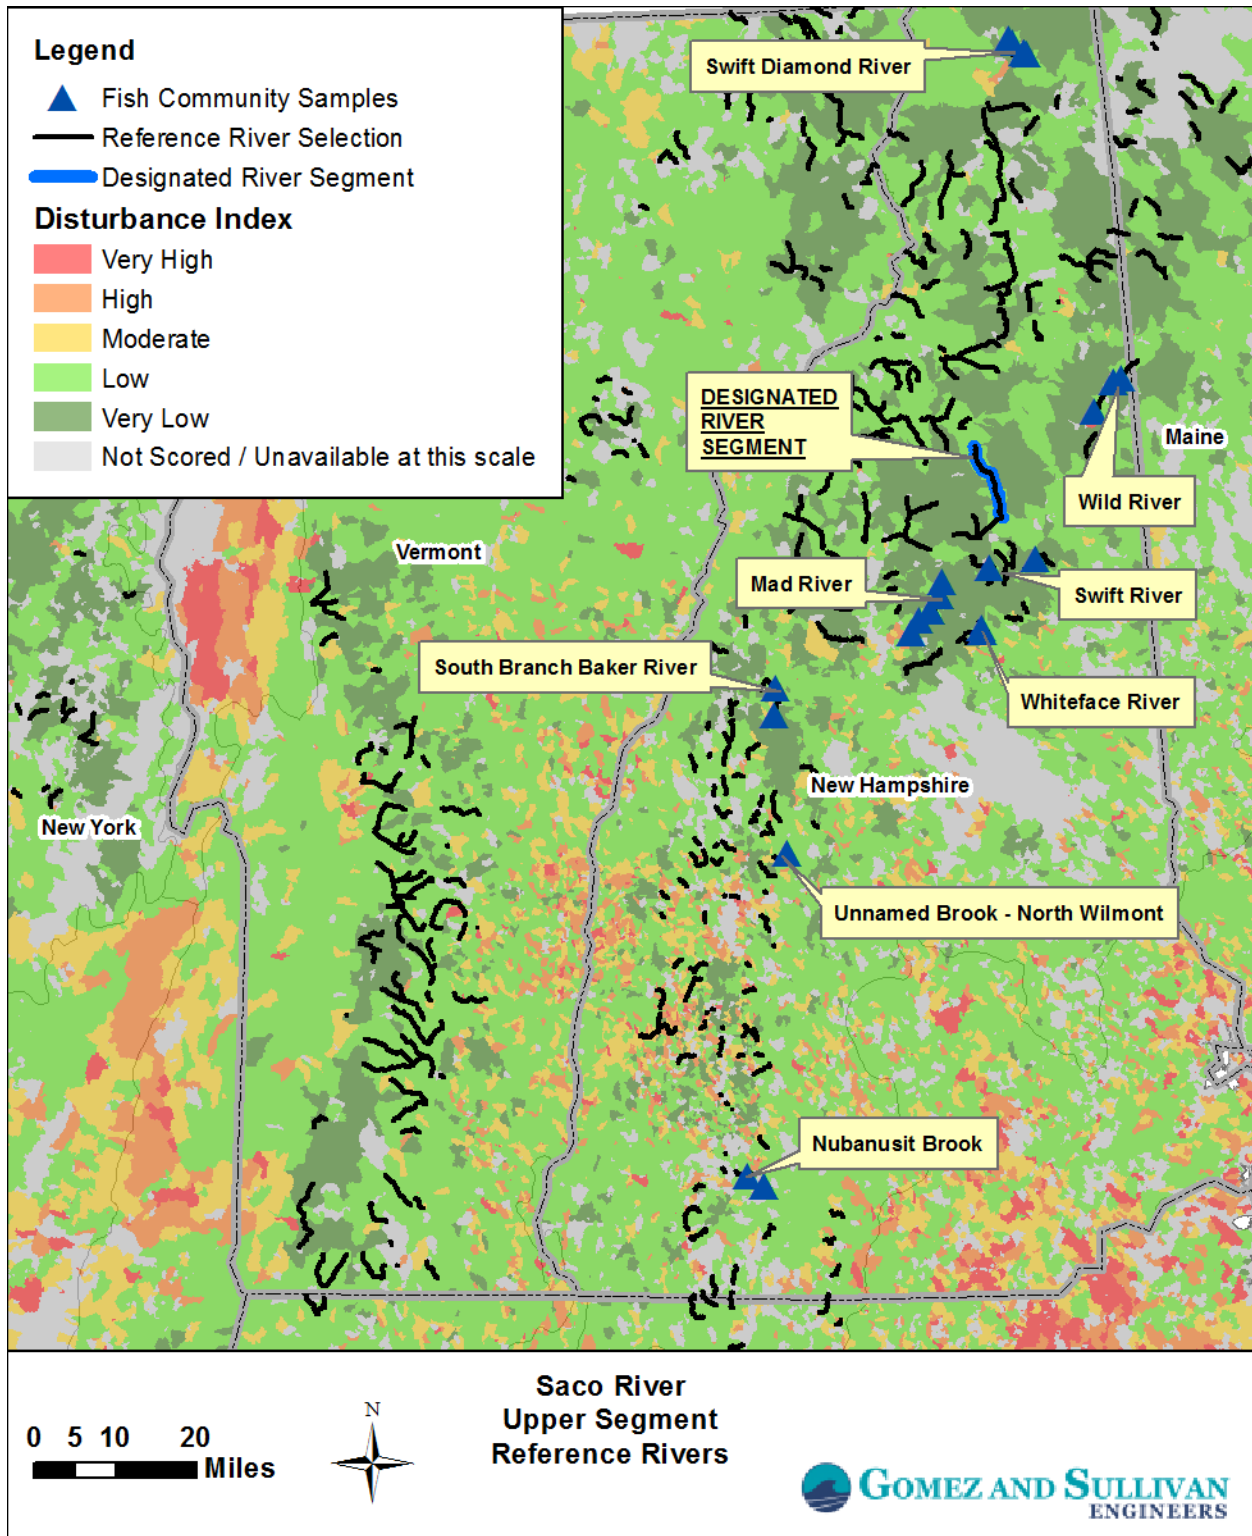 Legend
Fish Community Samples
Reference River Selection
Designated River Segment
Disturbance Index
Very High
High
Moderate
Low
Very Low
Not Scored / Unavailable at this scale
Swift Diamond River
DESIGNATED
RIVER
SEGMENT
Maine
Wild River
Vermont
Mad River
Swift River
South Branch Baker River
Whiteface River
New Hampshire
New York
Unnamed Brook - North Wilmont
Nubanusit Brook
Saco River
Upper Segment
Reference Rivers
0 5 10 20
Miles
N
GOMEZ AND SULLIVAN
ENGINEERS